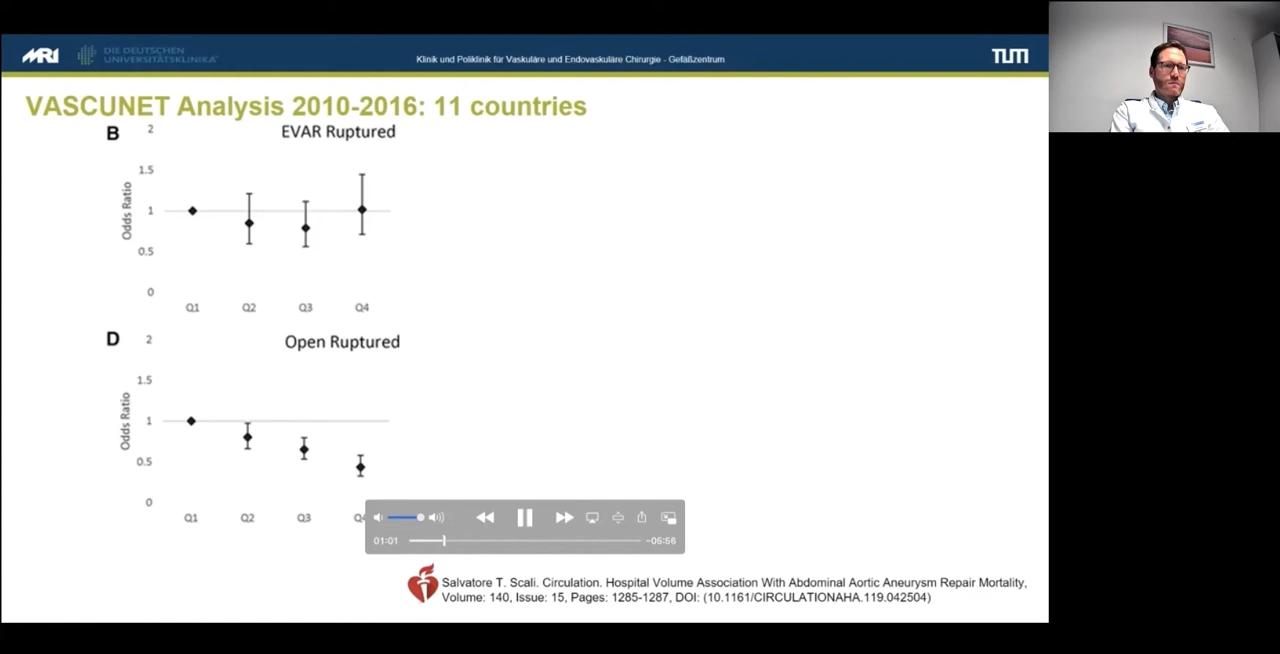 MRI
DIE DEUTSCHEN
UNIVERSITÄTSKLINIKA
Klinik und Poliklinik für Vaskuläre und Endovaskuläre Chirurgie - Gefäßzentrum
TUM
VASCUNET Analysis 2010-2016: 11 countries
B
EVAR Ruptured
Odds Ratio
2
1.5
1
0.5
0
Q1 Q2 Q3 Q4
D
Open Ruptured
Odds Ratio
2
1.5
1
0.5
0
Q1 Q2 Q3
01:01 -05:56
Salvatore T. Scali. Circulation. Hospital Volume Association With Abdominal Aortic Aneurysm Repair Mortality,
Volume: 140, Issue: 15, Pages: 1285-1287, DOI: (10.1161/CIRCULATIONAHA.119.042504)